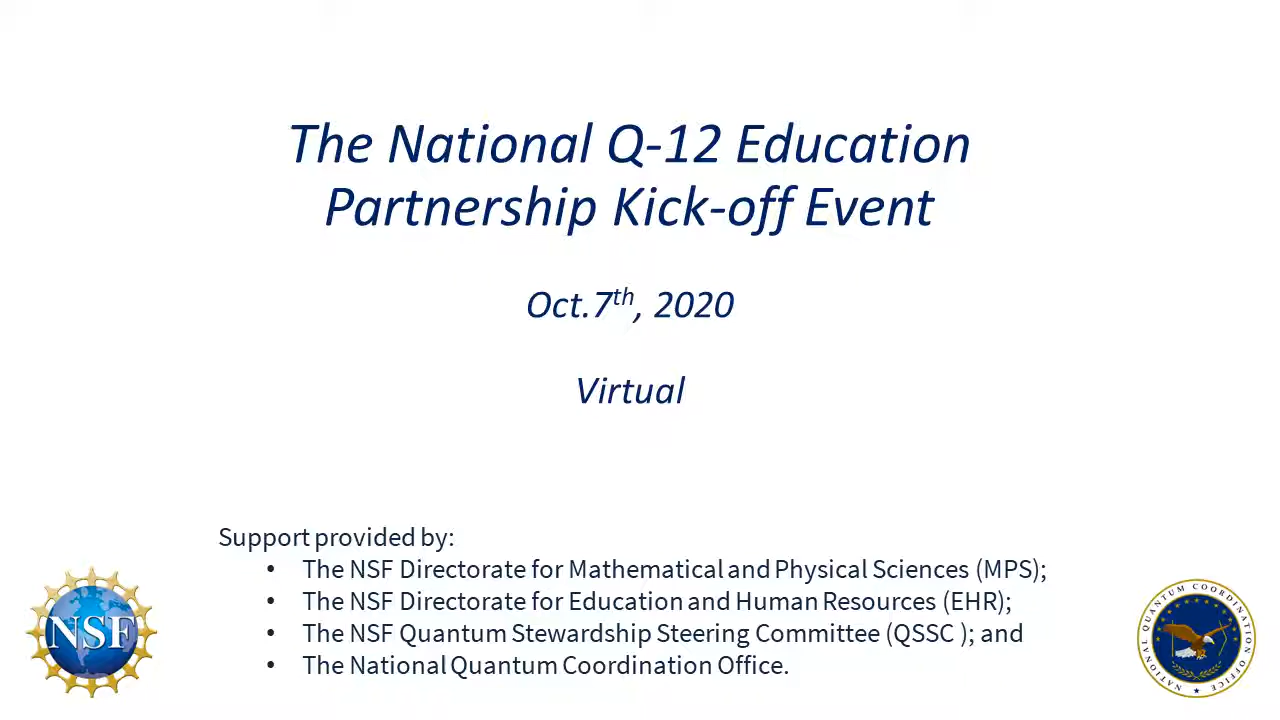 The National Q-12 Education
Partnership Kick-off Event
Oct.7th, 2020
Virtual
Support provided by:
• The NSF Directorate for Mathematical and Physical Sciences (MPS);
• The NSF Directorate for Education and Human Resources (EHR);
• The NSF Quantum Stewardship Steering Committee (QSSC ); and
• The National Quantum Coordination Office.
NSF
NATIONAL QUANTUM COORDINATION OFFICE